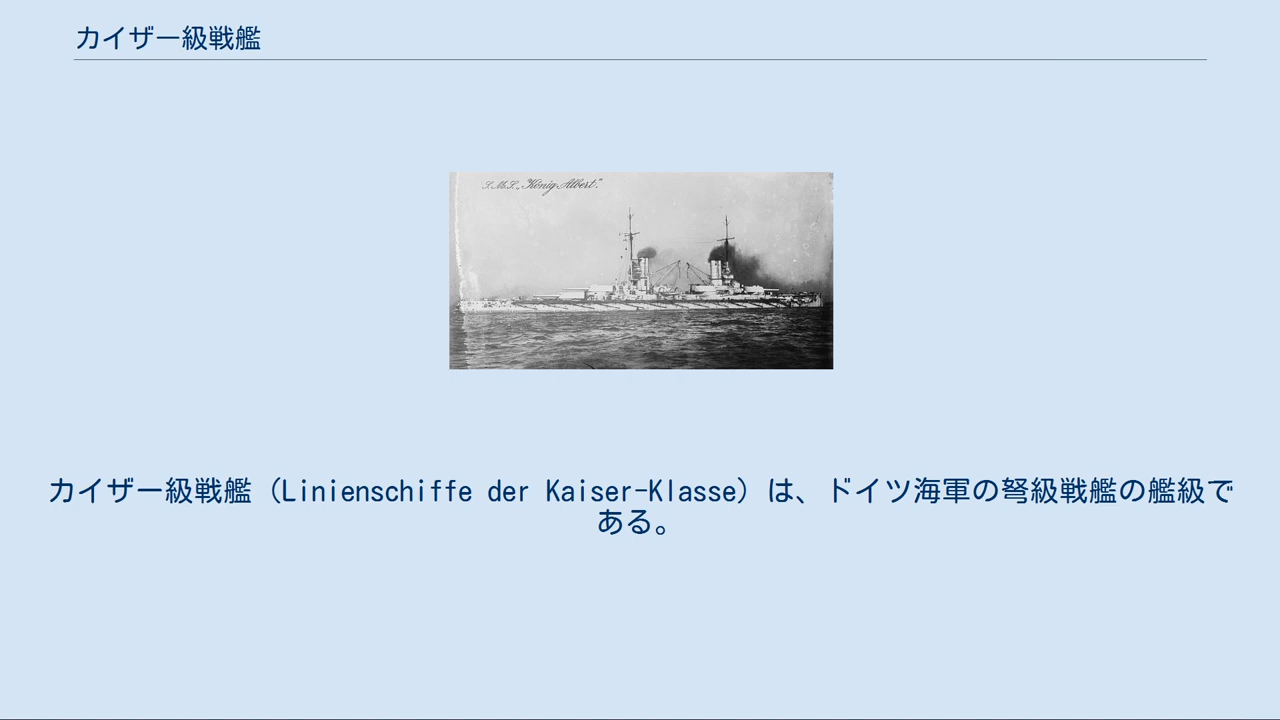 カイザー級戦艦
S.M.S. „König Albert."
カイザー級戦艦（Linienschiffe der Kaiser-Klasse）は、ドイツ海軍の弩級戦艦の艦級で
ある。